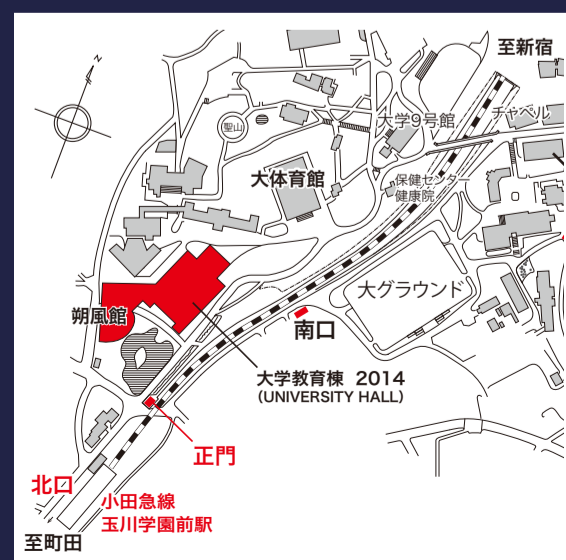 至新宿
N
大学9号館
チャペル
聖山
大体育館
保健センター
健康院
大グラウンド
朔風館
南口
大学教育棟 2014
(UNIVERSITY HALL)
正門
北口
小田急線
玉川学園前駅
至町田